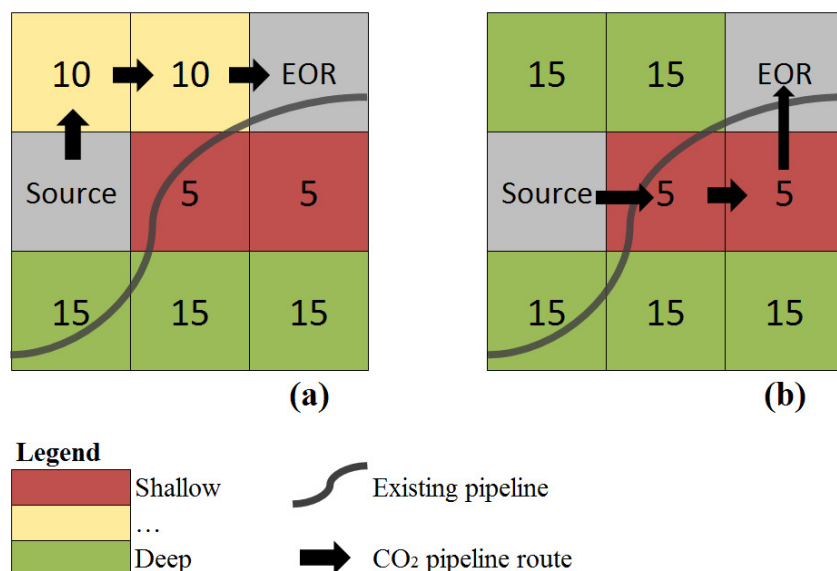 10 10 EOR
Source 5 5
15 15 15
(a)
15 15 EOR
Source 5 5
15 15 15
(b)
Legend
Shallow
…
Deep
Existing pipeline
CO₂ pipeline route